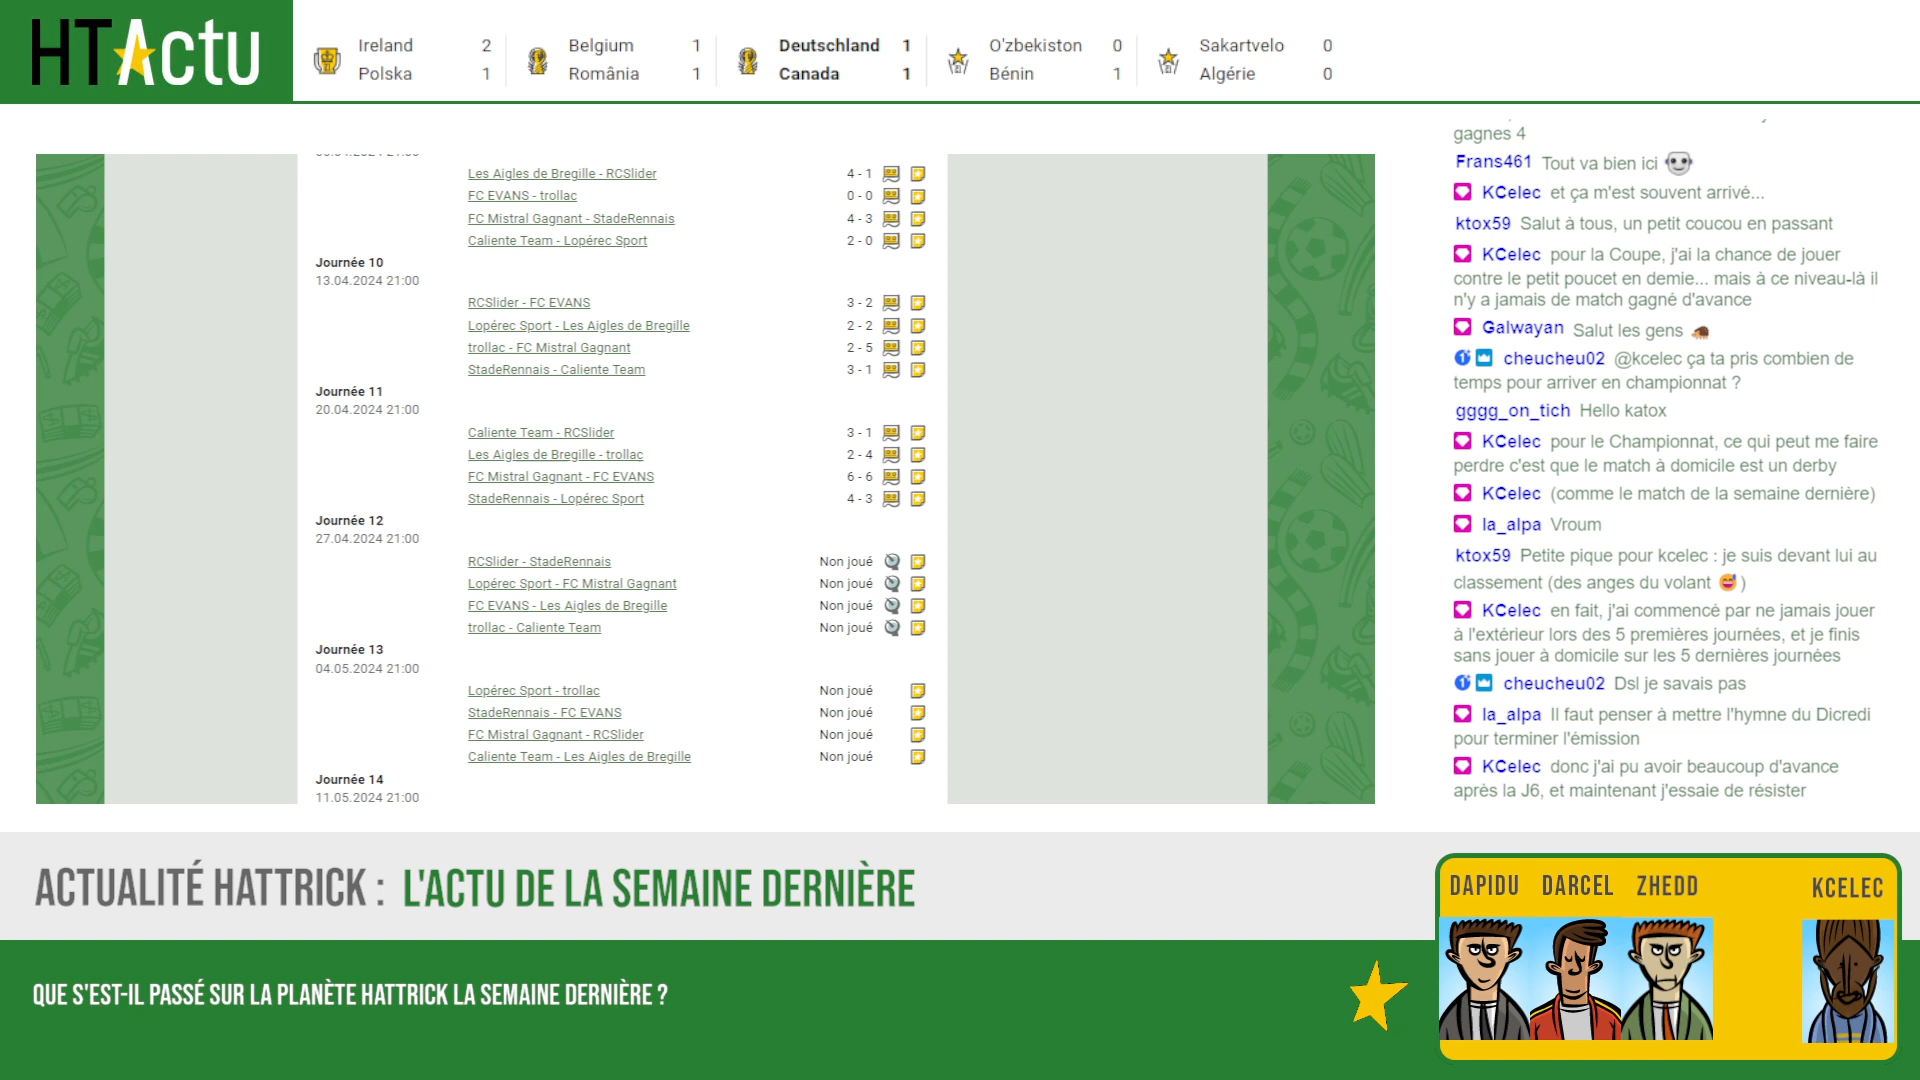 HTActu
Ireland 2
Polska 1
Belgium 1
România 1
Deutschland 1
Canada 1
O'zbekiston 0
Bénin 1
Sakartvelo 0
Algérie 0
Les Aigles de Bregille - RCSlider 4 - 1
FC EVANS - trollac 0 - 0
FC Mistral Gagnant - StadeRennais 4 - 3
Caliente Team - Lopérec Sport 2 - 0
Journée 10
13.04.2024 21:00
RCSlider - FC EVANS 3 - 2
Lopérec Sport - Les Aigles de Bregille 2 - 2
trollac - FC Mistral Gagnant 2 - 5
StadeRennais - Caliente Team 3 - 1
Journée 11
20.04.2024 21:00
Caliente Team - RCSlider 3 - 1
Les Aigles de Bregille - trollac 2 - 4
FC Mistral Gagnant - FC EVANS 6 - 6
StadeRennais - Lopérec Sport 4 - 3
Journée 12
27.04.2024 21:00
RCSlider - StadeRennais Non joué
Lopérec Sport - FC Mistral Gagnant Non joué
FC EVANS - Les Aigles de Bregille Non joué
trollac - Caliente Team Non joué
Journée 13
04.05.2024 21:00
Lopérec Sport - trollac Non joué
StadeRennais - FC EVANS Non joué
FC Mistral Gagnant - RCSlider Non joué
Caliente Team - Les Aigles de Bregille Non joué
Journée 14
11.05.2024 21:00
gagnes 4
Frans461 Tout va bien ici
KCelec et ça m'est souvent arrivé...
ktox59 Salut à tous, un petit coucou en passant
KCelec pour la Coupe, j'ai la chance de jouer
contre le petit poucet en demie... mais à ce niveau-là il
n'y a jamais de match gagné d'avance
Galwayan Salut les gens
cheucheu02 @kcelec ça ta pris combien de
temps pour arriver en championnat ?
gggg_on_tich Hello katox
KCelec pour le Championnat, ce qui peut me faire
perdre c'est que le match à domicile est un derby
KCelec (comme le match de la semaine dernière)
la_alpa Vroum
ktox59 Petite pique pour kcelec : je suis devant lui au
classement (des anges du volant )
KCelec en fait, j'ai commencé par ne jamais jouer
à l'extérieur lors des 5 premières journées, et je finis
sans jouer à domicile sur les 5 dernières journées
cheucheu02 Dsl je savais pas
la_alpa Il faut penser à mettre l'hymne du Dicredi
pour terminer l'émission
KCelec donc j'ai pu avoir beaucoup d'avance
après la J6, et maintenant j'essaie de résister
ACTUALITÉ HATTRICK : L'ACTU DE LA SEMAINE DERNIÈRE
QUE S'EST-IL PASSÉ SUR LA PLANÈTE HATTRICK LA SEMAINE DERNIÈRE ?
DAPIDU DARCEL ZHEDD KCELEC